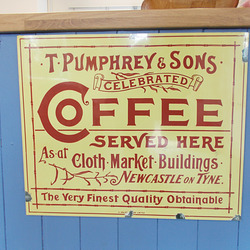 · T. PUMPHREY & SONS ·
CELEBRATED
COFFEE
SERVED HERE
As at
Cloth · Market · Buildings ·
NEWCASTLE ON TYNE.
The Very Finest Quality Obtainable